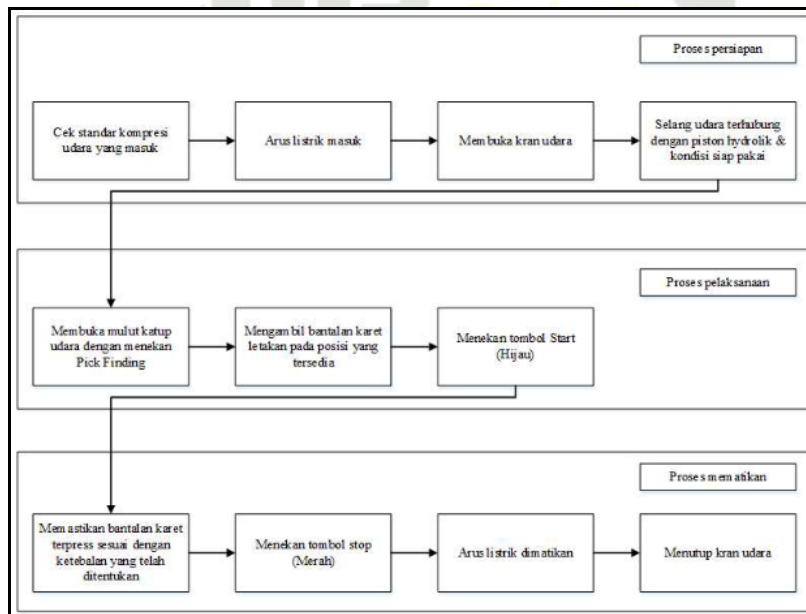 Proses persiapan
Cek standar kompresi
udara yang masuk
Arus listrik masuk
Membuka kran udara
Selang udara terhubung
dengan piston hydrolik &
kondisi siap pakai
Proses pelaksanaan
Membuka mulut katup
udara dengan menekan
Pick Finding
Mengambil bantalan karet
letakan pada posisi yang
tersedia
Menekan tombol Start
(Hijau)
Proses mematikan
Memastikan bantalan karet
terpress sesuai dengan
ketebalan yang telah
ditentukan
Menekan tombol stop
(Merah)
Arus listrik dimatikan
Menutup kran udara